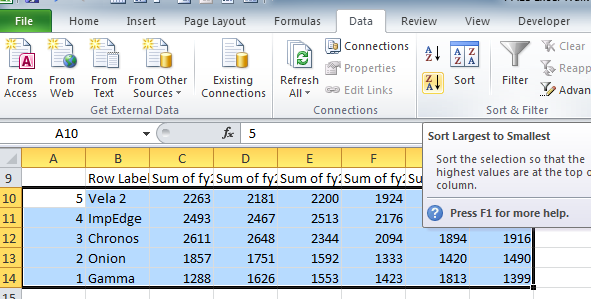 File Home Insert Page Layout Formulas Data Review View Developer
From Access
From Web
From Text
From Other Sources
Existing Connections
Refresh All
Connections
Properties
Edit Links
Sort
Filter
Clear
Reapp
Advan
Get External Data Connections Sort & Filter
A10 fx 5
Sort Largest to Smallest
Sort the selection so that the
highest values are at the top o
column.
Press F1 for more help.
A B C D E F
9 Row Label Sum of fy2 Sum of fy2 Sum of fy2 Sum of fy2
10 5 Vela 2 2263 2181 2200 1924
11 4 ImpEdge 2493 2467 2513 2176
12 3 Chronos 2611 2648 2344 2094 1894 1916
13 2 Onion 1857 1751 1592 1333 1420 1490
14 1 Gamma 1288 1626 1553 1423 1813 1399
15